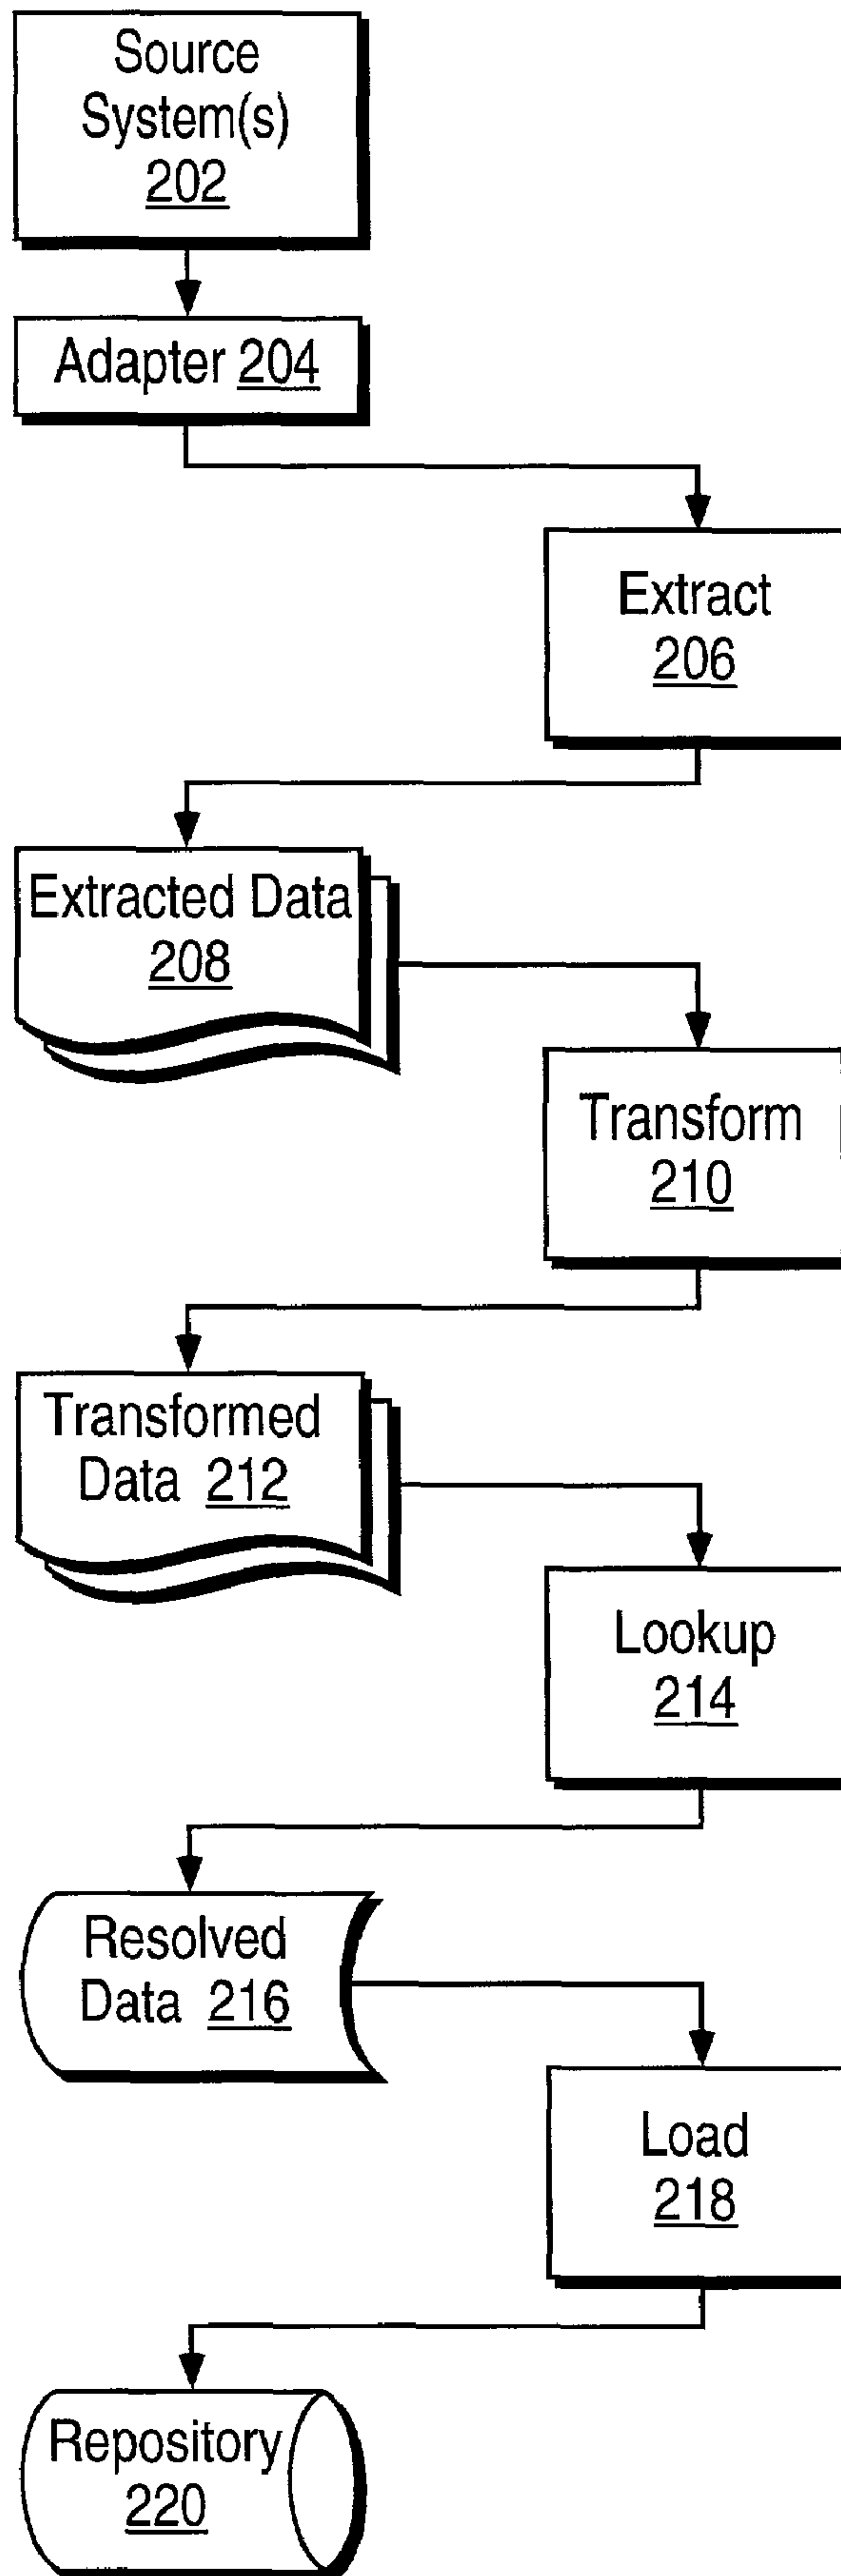 Source
System(s)
202
Adapter 204
Extract
206
Extracted Data
208
Transform
210
Transformed
Data 212
Lookup
214
Resolved
Data 216
Load
218
Repository
220